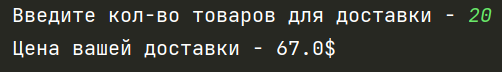 Введите кол-во товаров для доставки - 20
Цена вашей доставки - 67.0$